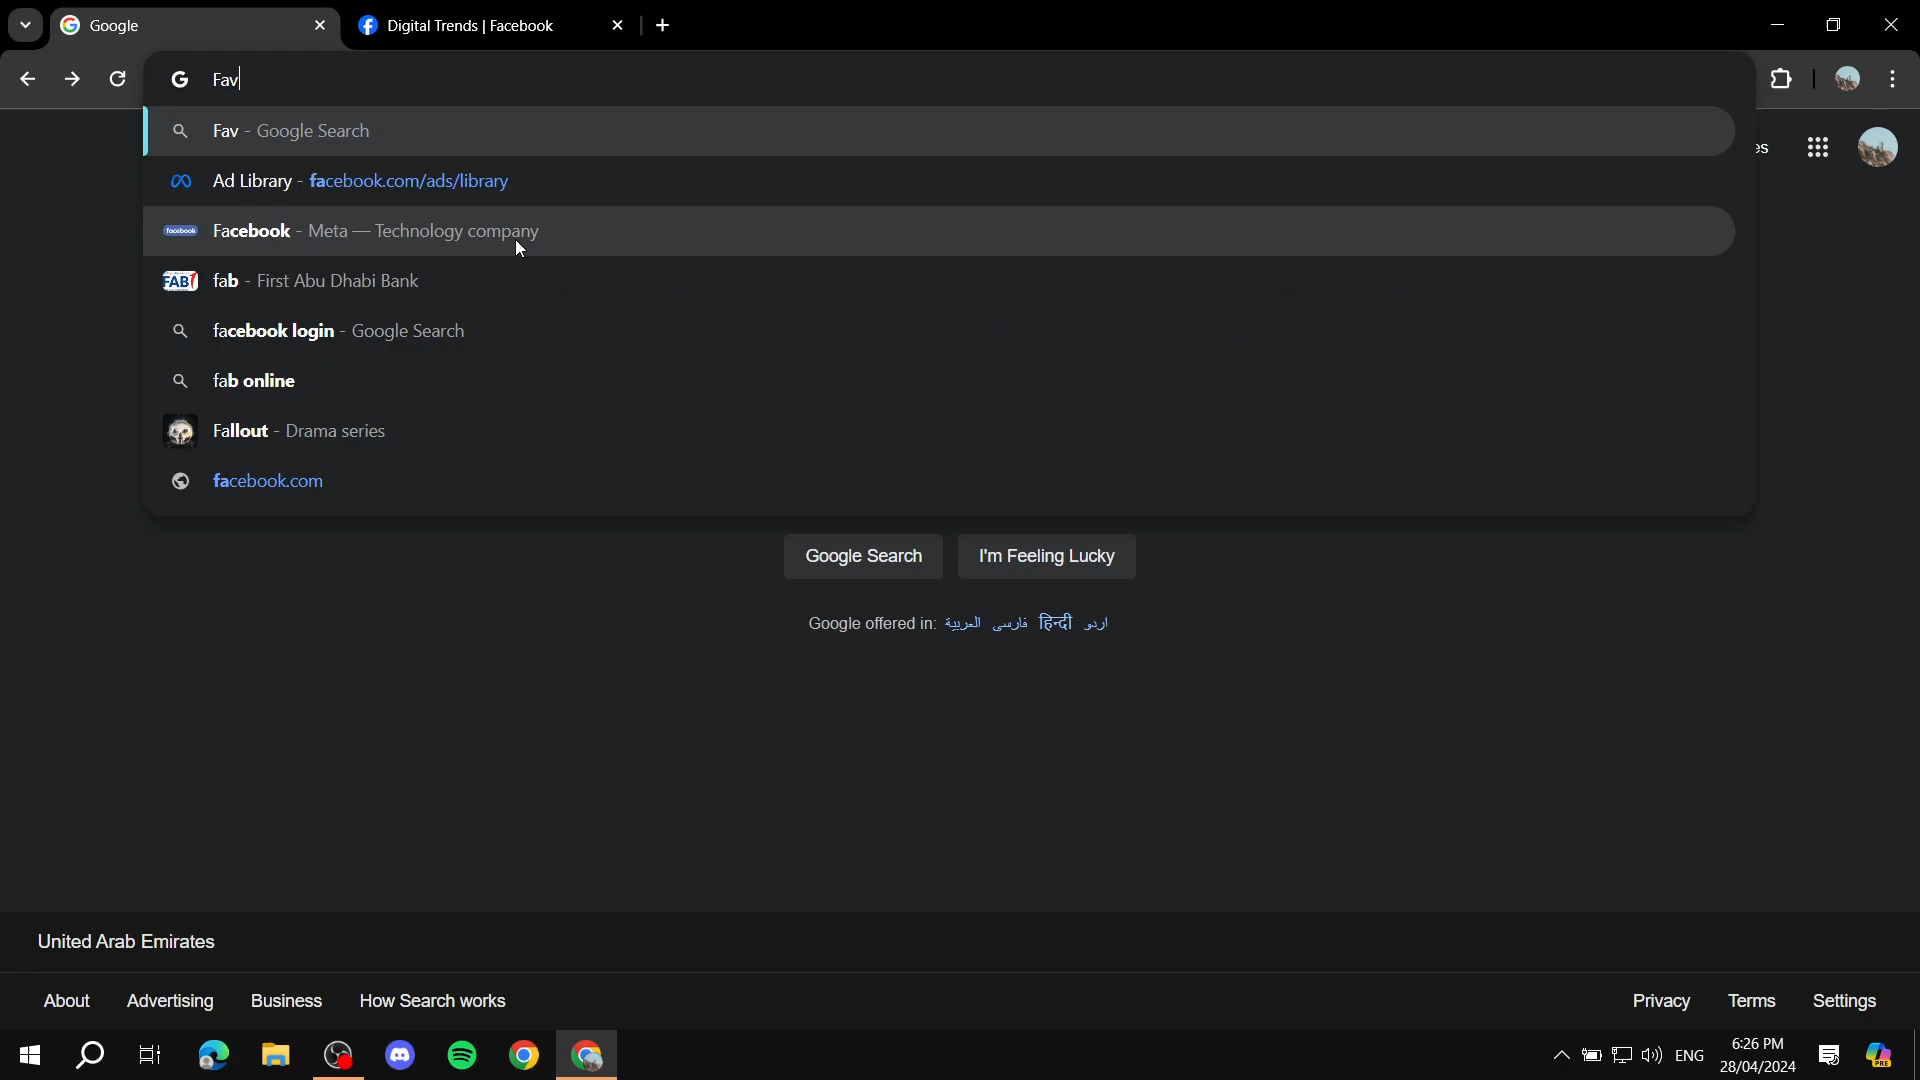 Google
Digital Trends | Facebook
Fav
Fav - Google Search
Ad Library - facebook.com/ads/library
facebook Facebook - Meta — Technology company
FAB fab - First Abu Dhabi Bank
facebook login - Google Search
fab online
Fallout - Drama series
facebook.com
es
Google Search
I'm Feeling Lucky
Google offered in: العربية فارسی हिन्दी اردو
United Arab Emirates
About
Advertising
Business
How Search works
Privacy
Terms
Settings
ENG
6:26 PM
28/04/2024
PRE